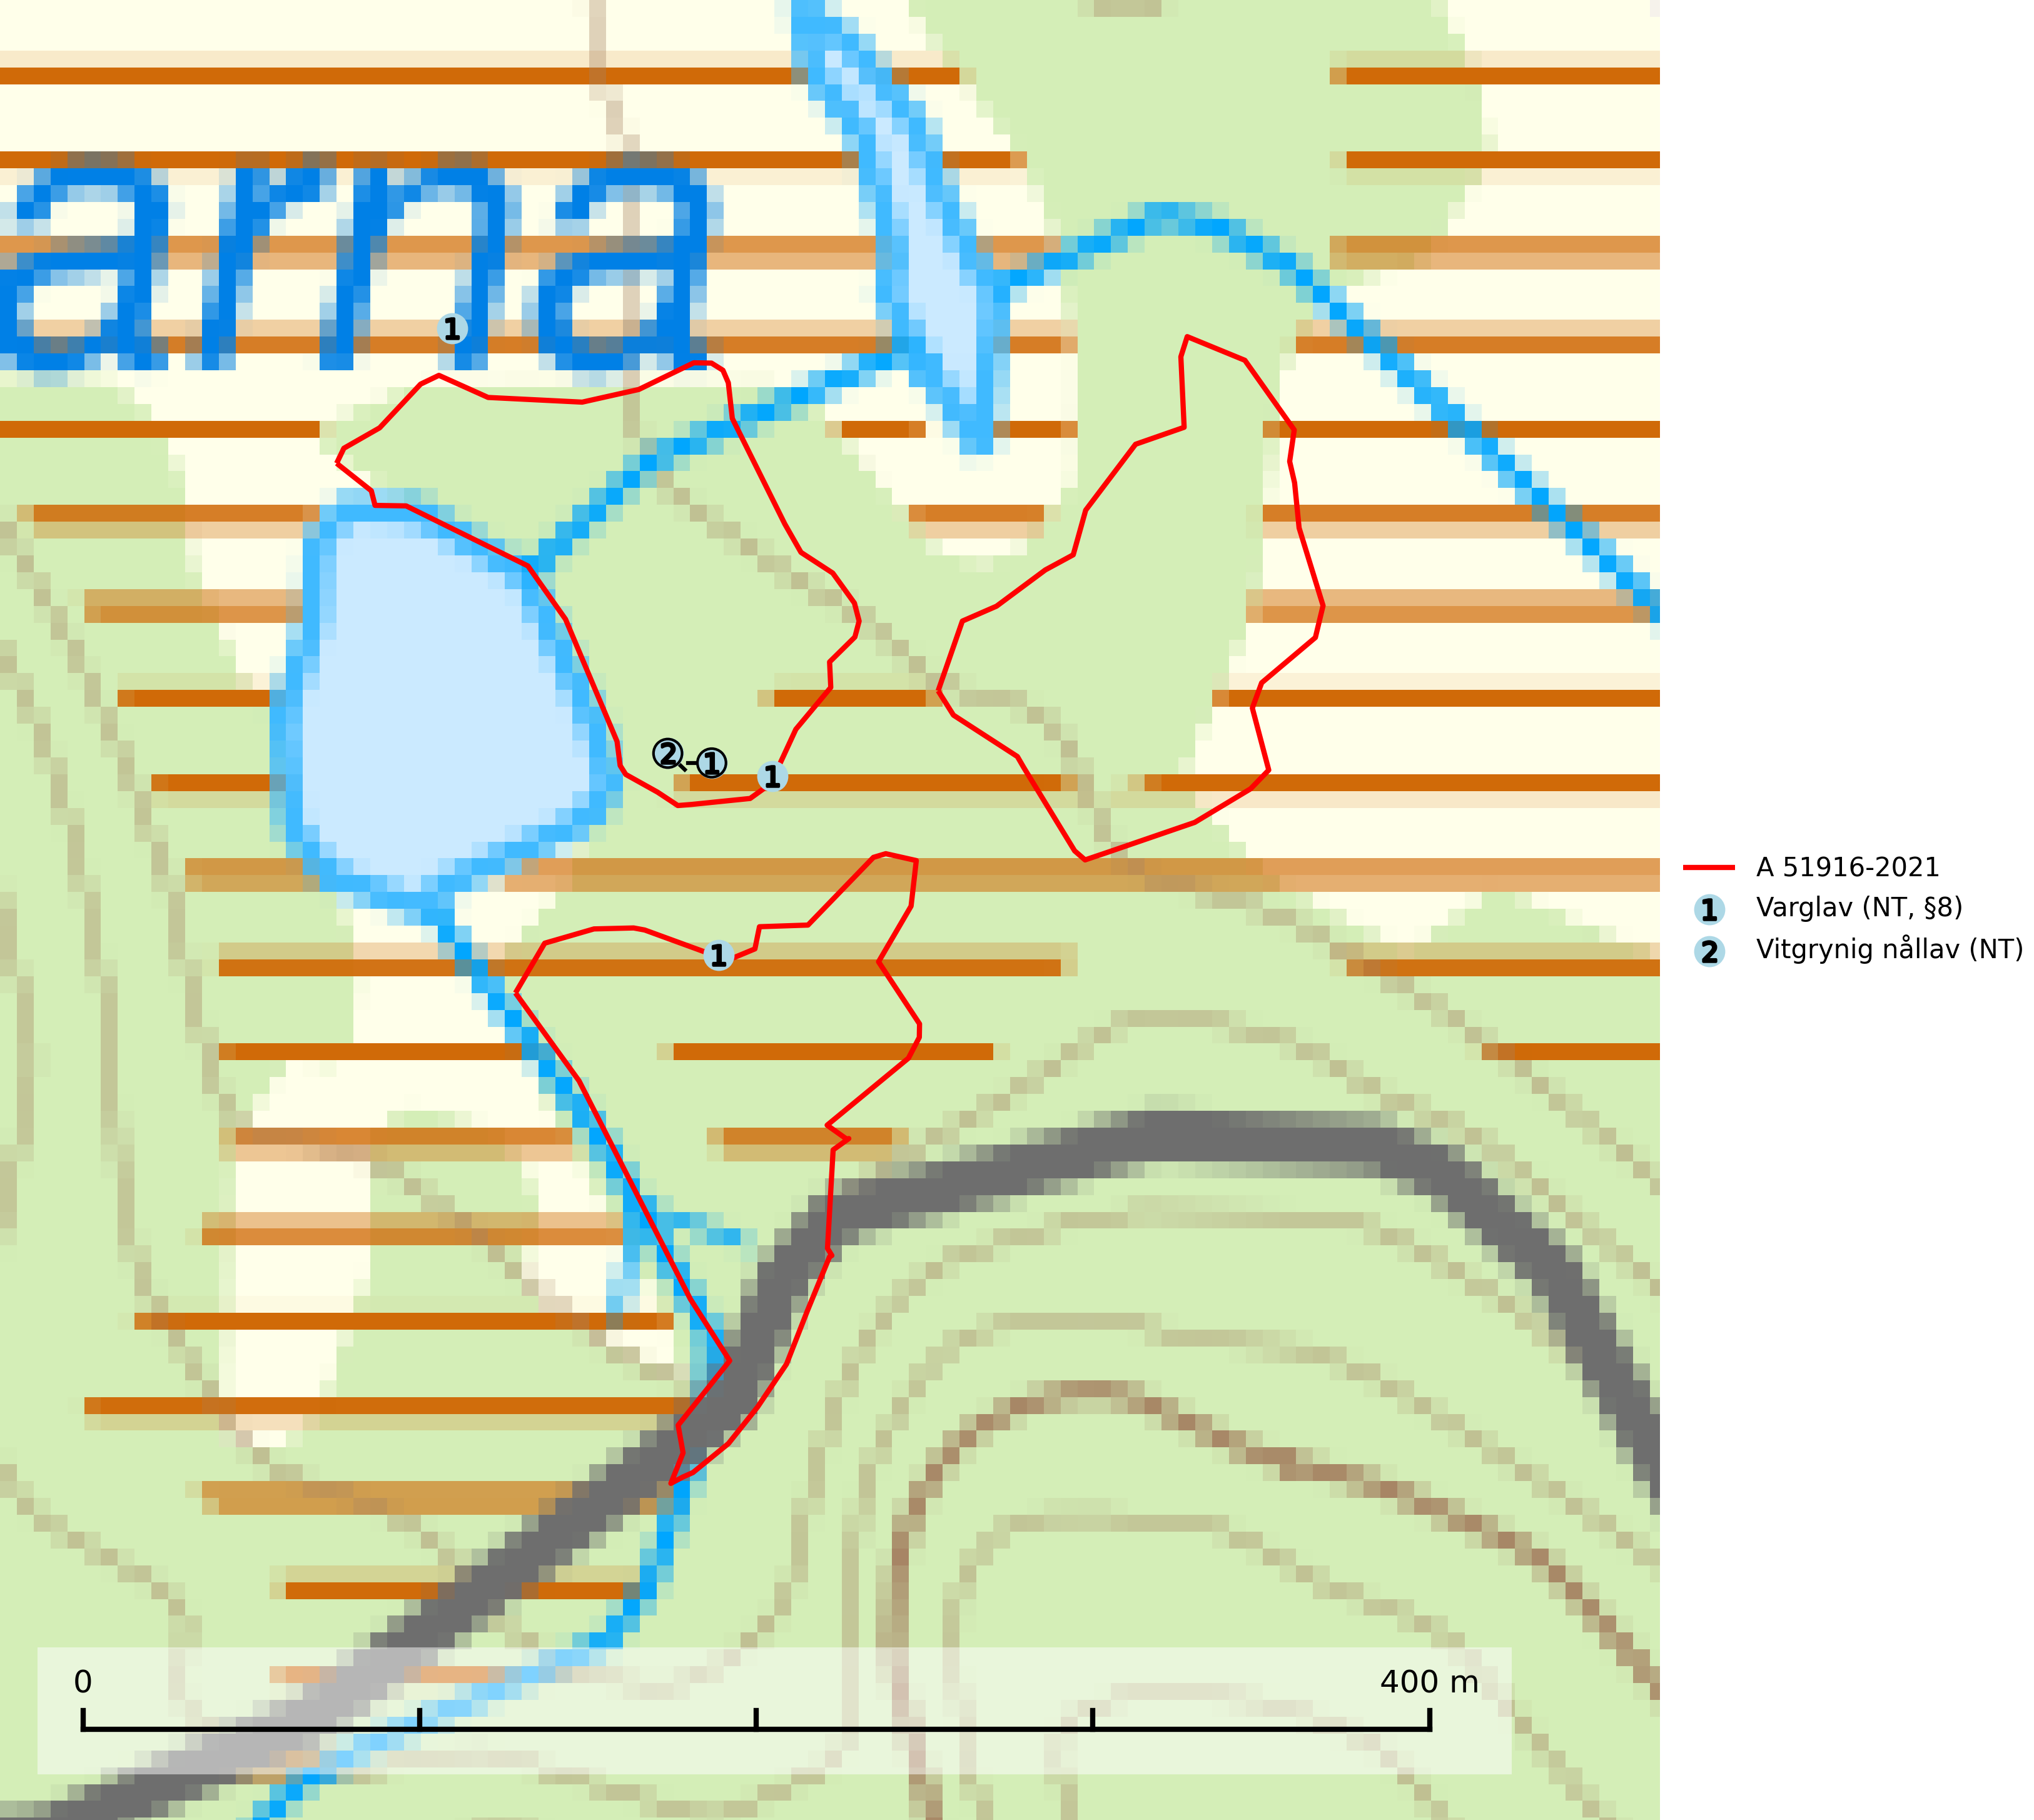 arna
1
2
1
1
1
A 51916-2021
1 Varglav (NT, §8)
2 Vitgrynig nållav (NT)
0 400 m